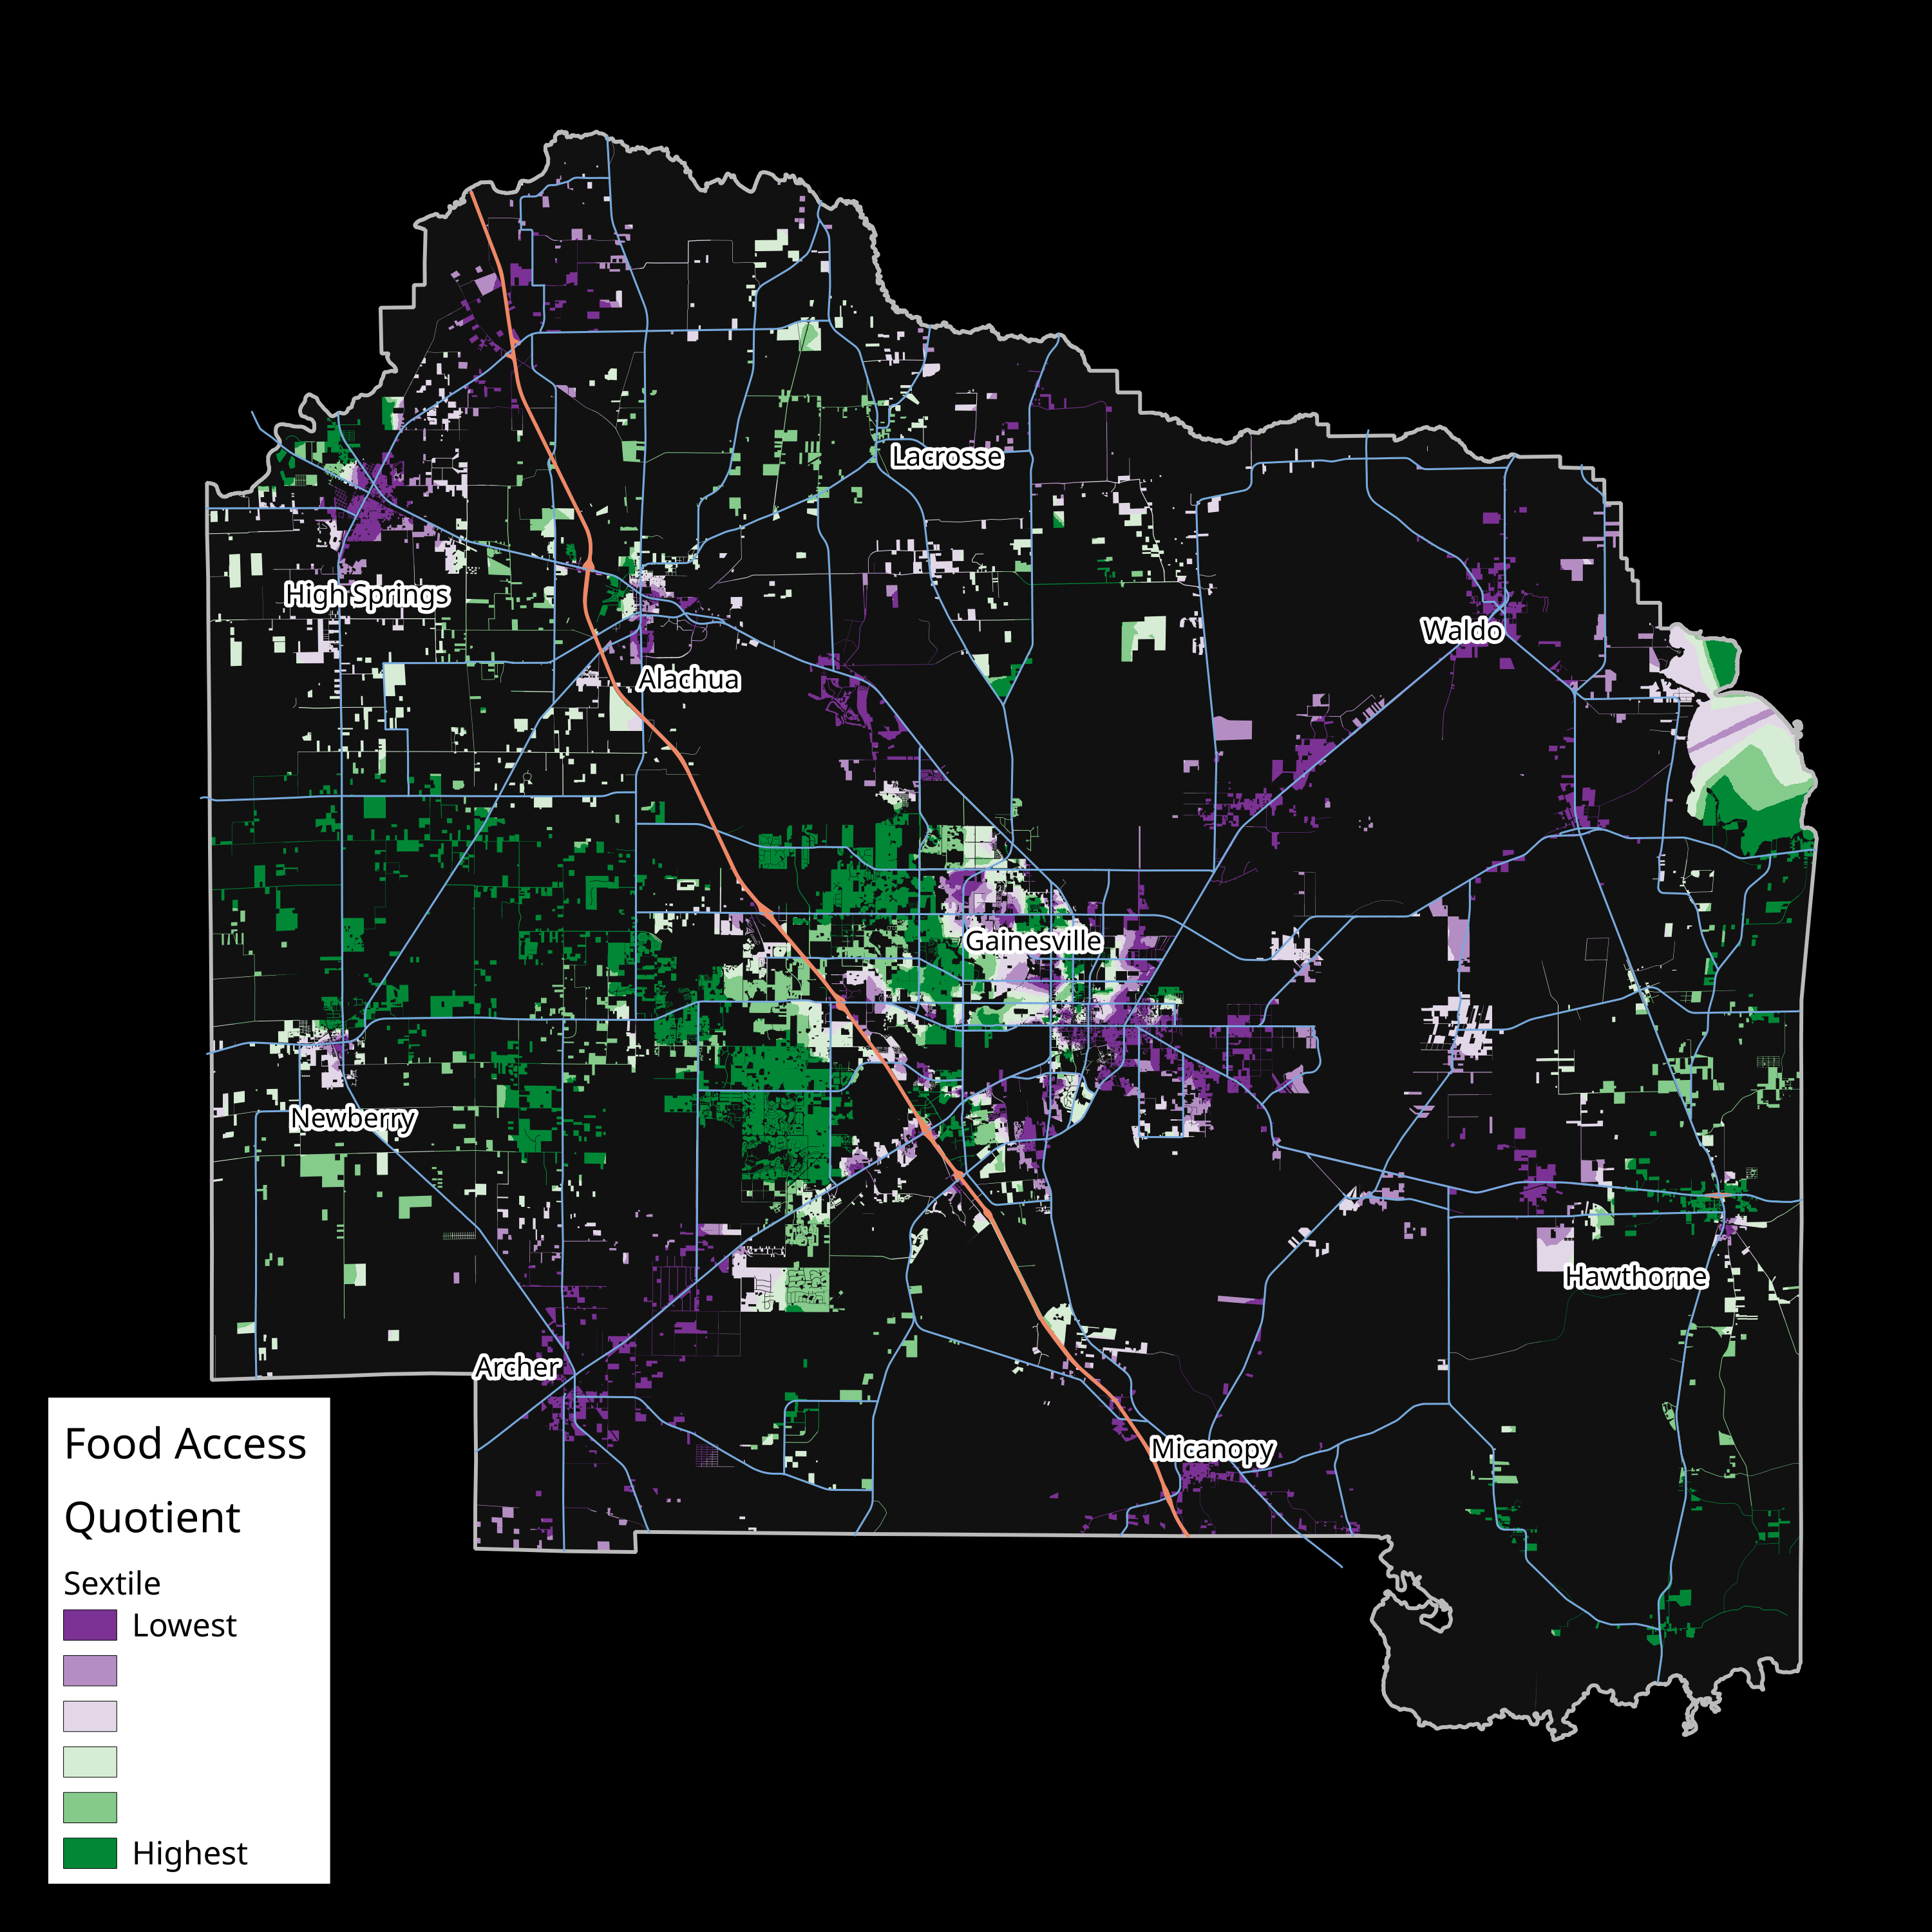 Lacrosse
High Springs
Waldo
Alachua
Gainesville
Newberry
Hawthorne
Archer
Micanopy
Food Access
Quotient
Sextile
Lowest
Highest